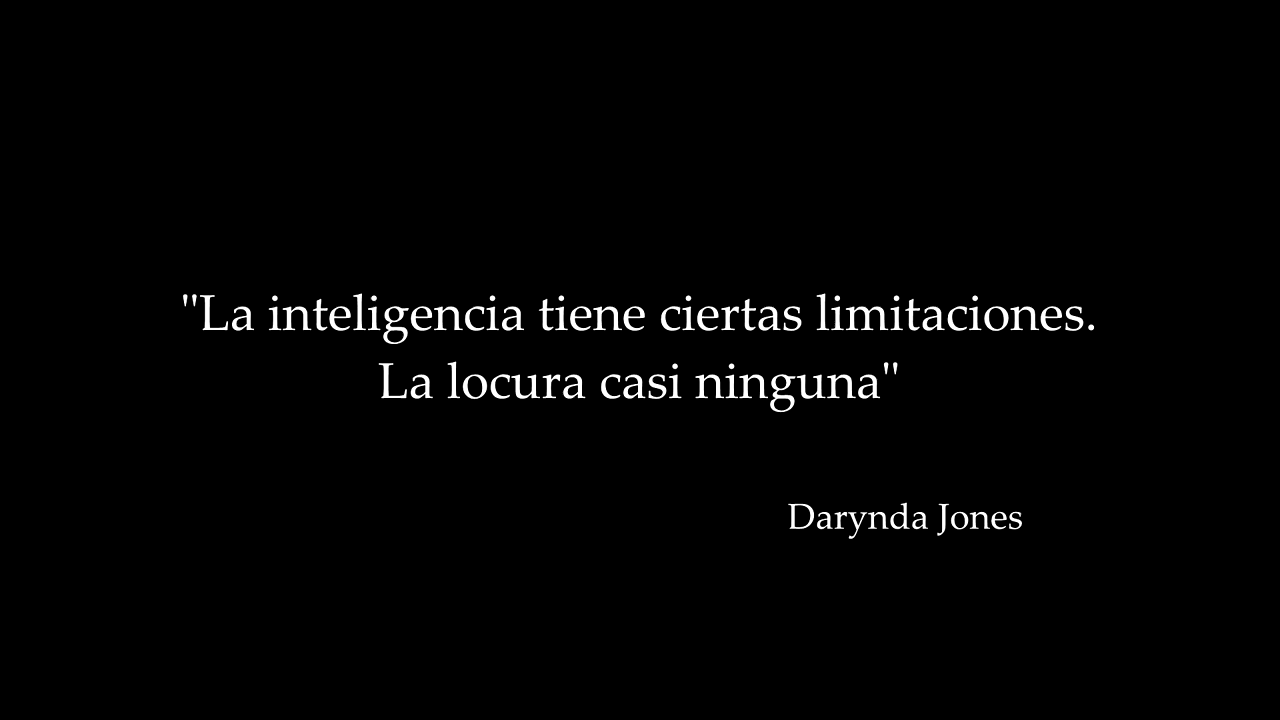 "La inteligencia tiene ciertas limitaciones.
La locura casi ninguna"
Darynda Jones